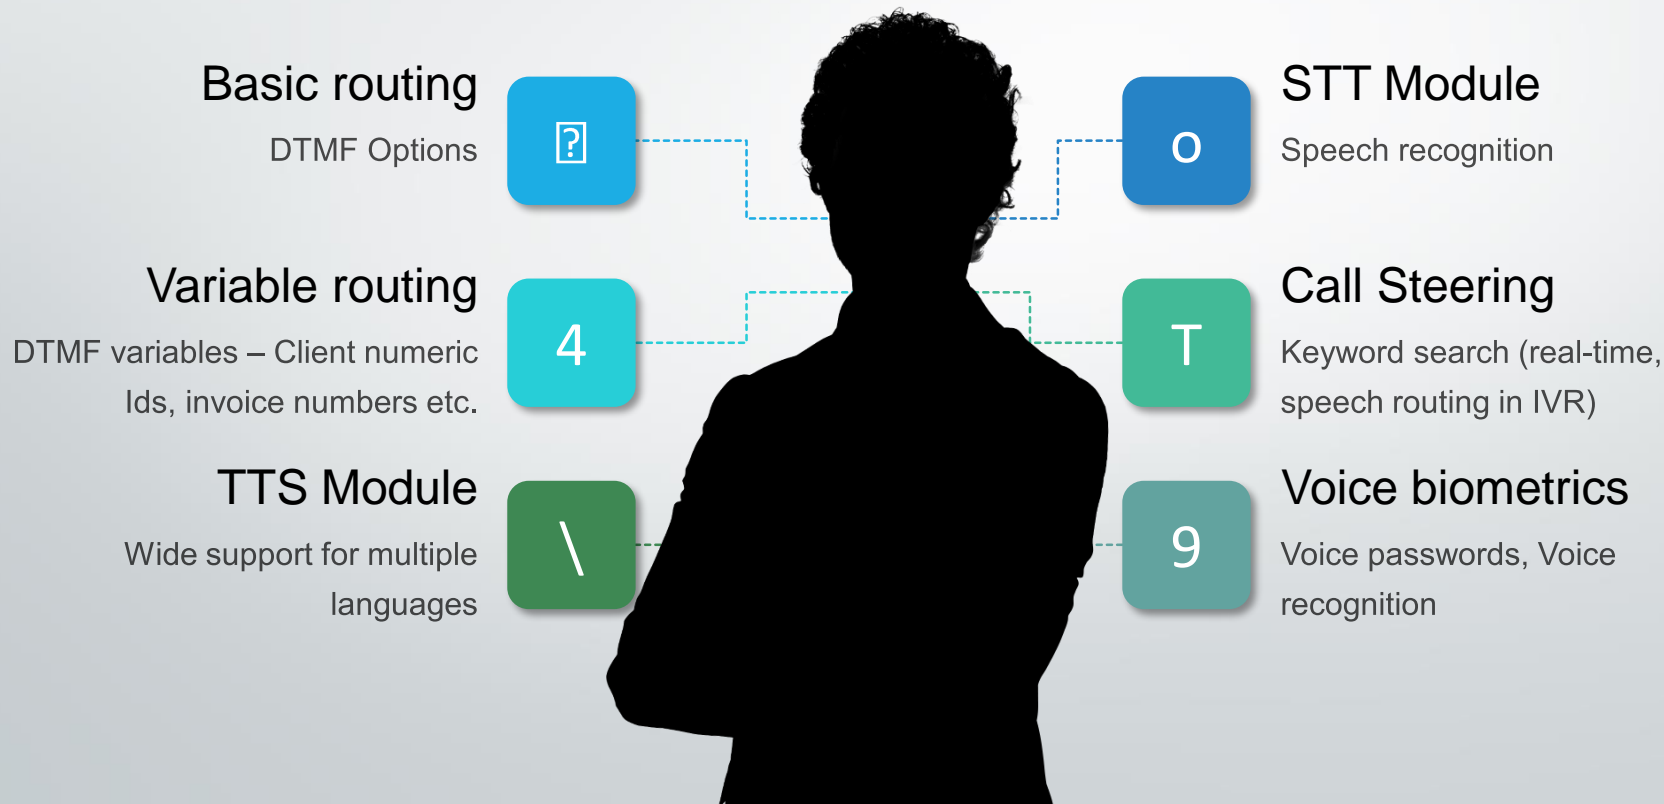 Basic routing
DTMF Options
Variable routing
DTMF variables – Client numeric
Ids, invoice numbers etc.
4
TTS Module
Wide support for multiple
languages
\
o
STT Module
Speech recognition
T
Call Steering
Keyword search (real-time,
speech routing in IVR)
9
Voice biometrics
Voice passwords, Voice
recognition